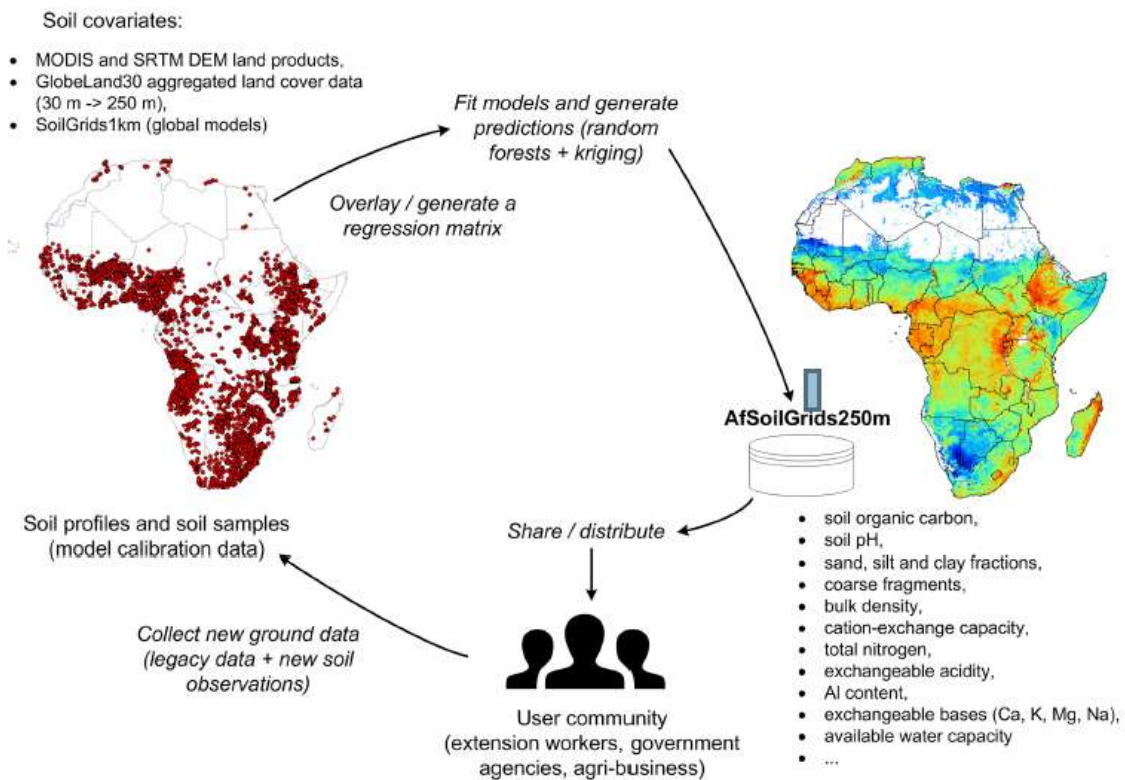 Soil covariates:
• MODIS and SRTM DEM land products,
• GlobeLand30 aggregated land cover data
(30 m -> 250 m),
• SoilGrids1km (global models)
Fit models and generate
predictions (random
forests + kriging)
Overlay / generate a
regression matrix
AfSoilGrids250m
Soil profiles and soil samples
(model calibration data)
Share / distribute
Collect new ground data
(legacy data + new soil
observations)
User community
(extension workers, government
agencies, agri-business)
• soil organic carbon,
• soil pH,
• sand, silt and clay fractions,
• coarse fragments,
• bulk density,
• cation-exchange capacity,
• total nitrogen,
• exchangeable acidity,
• Al content,
• exchangeable bases (Ca, K, Mg, Na),
• available water capacity
• ...